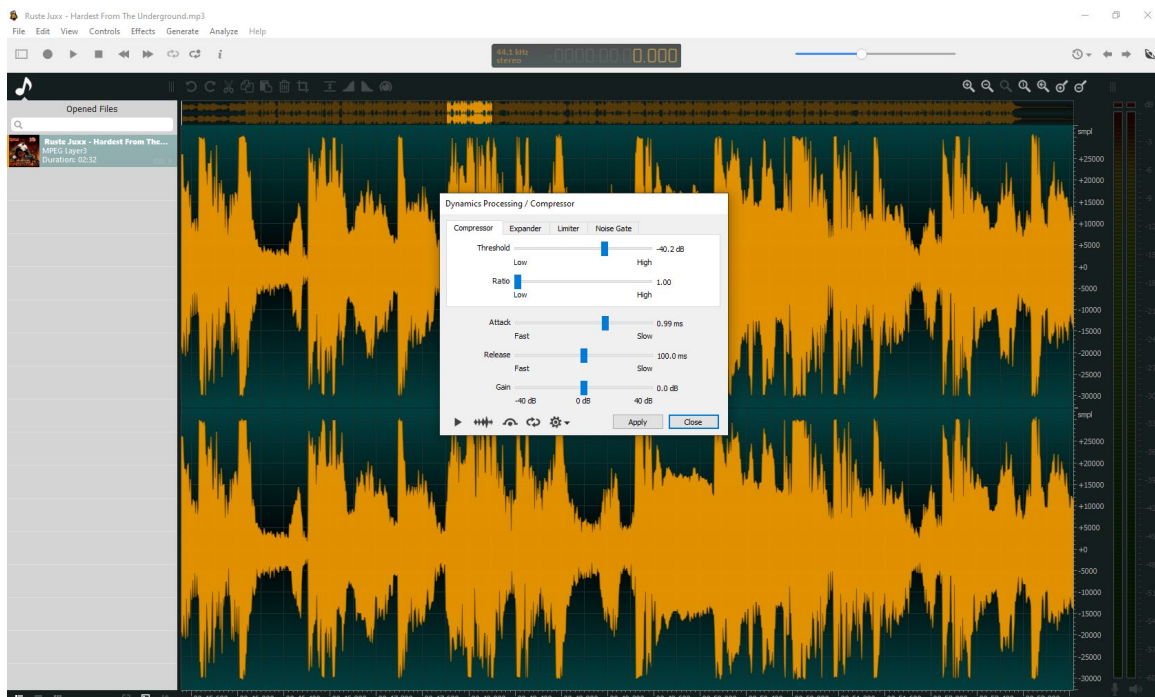 Ruste Juxx - Hardest From The Underground.mp3
File Edit View Controls Effects Generate Analyze Help
44.1 kHz
stereo
0.000
Opened Files
Ruste Juxx - Hardest From The...
MPEG Layer3
Duration: 02:32
Dynamics Processing / Compressor
Compressor Expander Limiter Noise Gate
Threshold -40.2 dB
Low High
Ratio 1.00
Low High
Attack 0.99 ms
Fast Slow
Release 100.0 ms
Fast Slow
Gain 0.0 dB
-40 dB 0 dB 40 dB
Apply Close
smpl
+25000
+20000
+15000
+10000
+5000
+0
-5000
-10000
-15000
-20000
-25000
-30000
smpl
+25000
+20000
+15000
+10000
+5000
+0
-5000
-10000
-15000
-20000
-25000
-30000